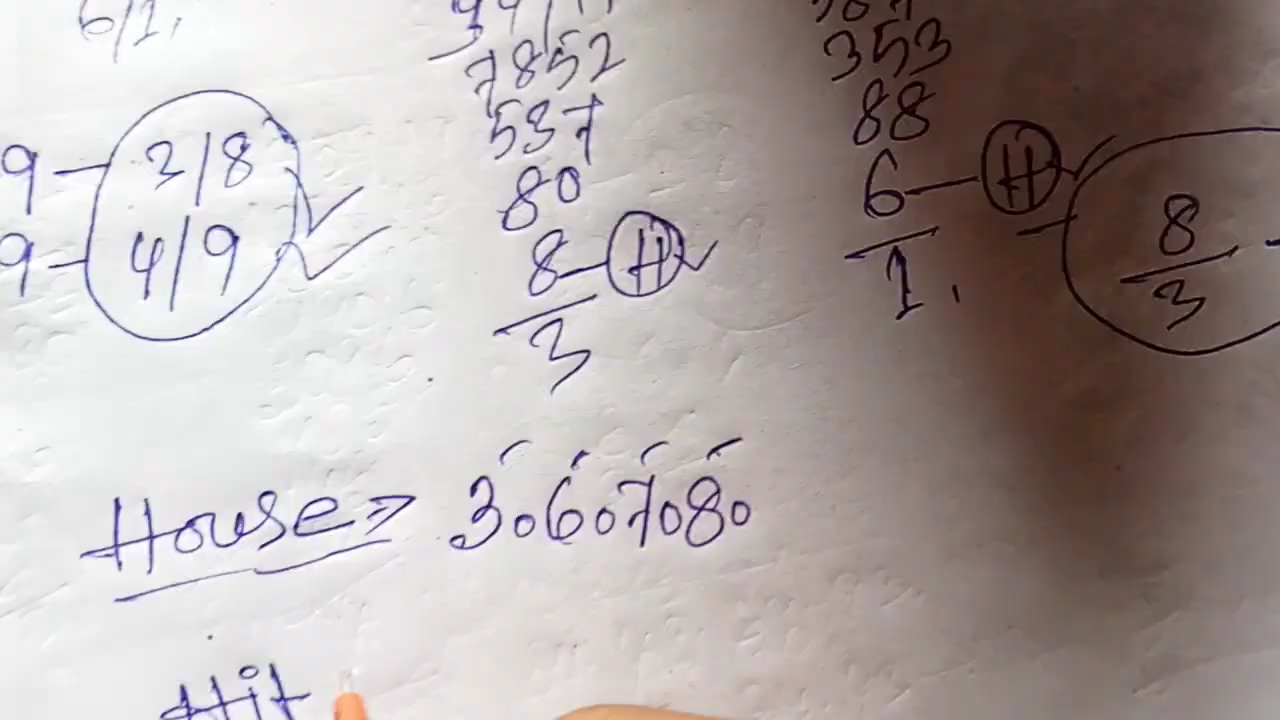 6/1.
7852
353
537
88
9 — 3/8
80
6 — H
9 — 4/9
8 — H
8
1.
3
3
House => 30607080
Hit